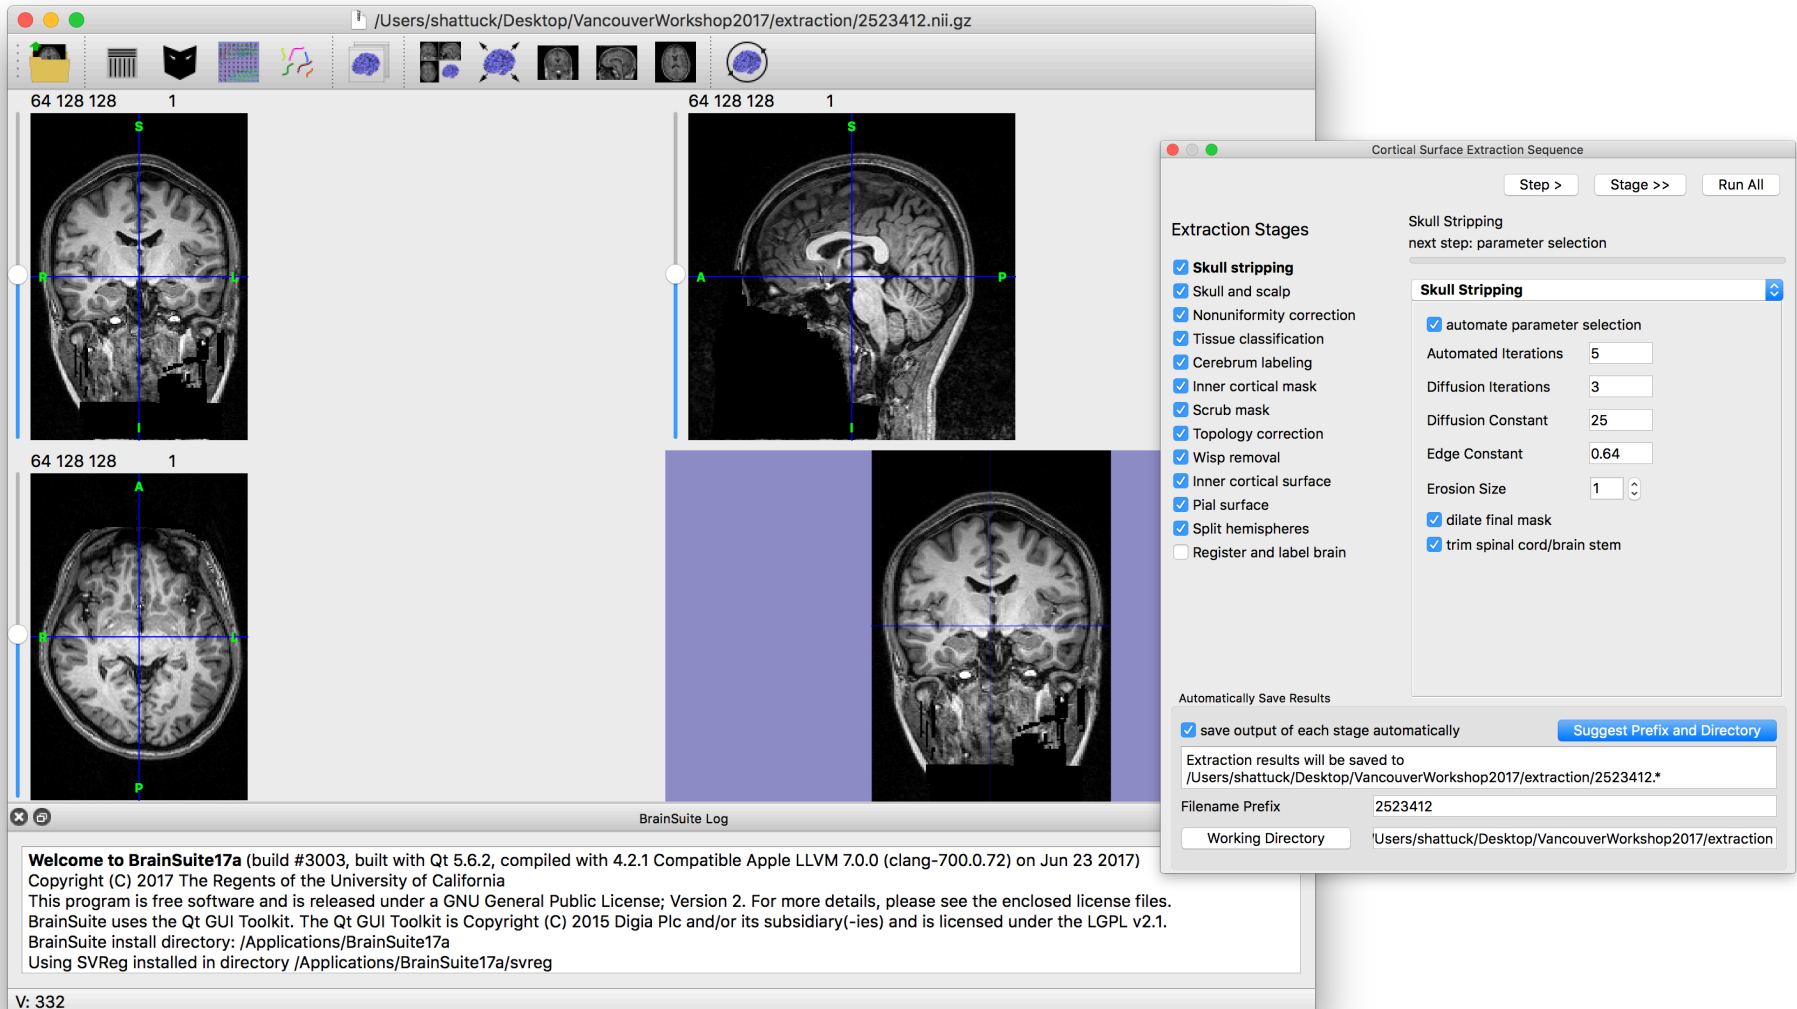 /Users/shattuck/Desktop/VancouverWorkshop2017/extraction/2523412.nii.gz
64 128 128 1
S
R L
I
64 128 128 1
S
A P
I
64 128 128 1
A
R L
P
BrainSuite Log
Welcome to BrainSuite17a (build #3003, built with Qt 5.6.2, compiled with 4.2.1 Compatible Apple LLVM 7.0.0 (clang-700.0.72) on Jun 23 2017)
Copyright (C) 2017 The Regents of the University of California
This program is free software and is released under a GNU General Public License; Version 2. For more details, please see the enclosed license files.
BrainSuite uses the Qt GUI Toolkit. The Qt GUI Toolkit is Copyright (C) 2015 Digia Plc and/or its subsidiary(-ies) and is licensed under the LGPL v2.1.
BrainSuite install directory: /Applications/BrainSuite17a
Using SVReg installed in directory /Applications/BrainSuite17a/svreg
V: 332
Cortical Surface Extraction Sequence
Step > Stage >> Run All
Extraction Stages
Skull stripping
Skull and scalp
Nonuniformity correction
Tissue classification
Cerebrum labeling
Inner cortical mask
Scrub mask
Topology correction
Wisp removal
Inner cortical surface
Pial surface
Split hemispheres
Register and label brain
Skull Stripping
next step: parameter selection
Skull Stripping
automate parameter selection
Automated Iterations 5
Diffusion Iterations 3
Diffusion Constant 25
Edge Constant 0.64
Erosion Size 1
dilate final mask
trim spinal cord/brain stem
Automatically Save Results
save output of each stage automatically Suggest Prefix and Directory
Extraction results will be saved to
/Users/shattuck/Desktop/VancouverWorkshop2017/extraction/2523412.*
Filename Prefix 2523412
Working Directory /Users/shattuck/Desktop/VancouverWorkshop2017/extraction